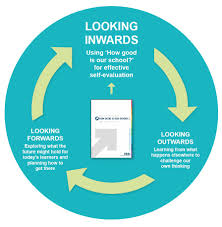 LOOKING
INWARDS
Using 'How good
is our school?'
for effective
self-evaluation
LOOKING
OUTWARDS
Learning from what
happens elsewhere to
challenge our
own thinking
LOOKING
FORWARDS
Exploring what the
future might hold for
today's learners and
planning how to
get there